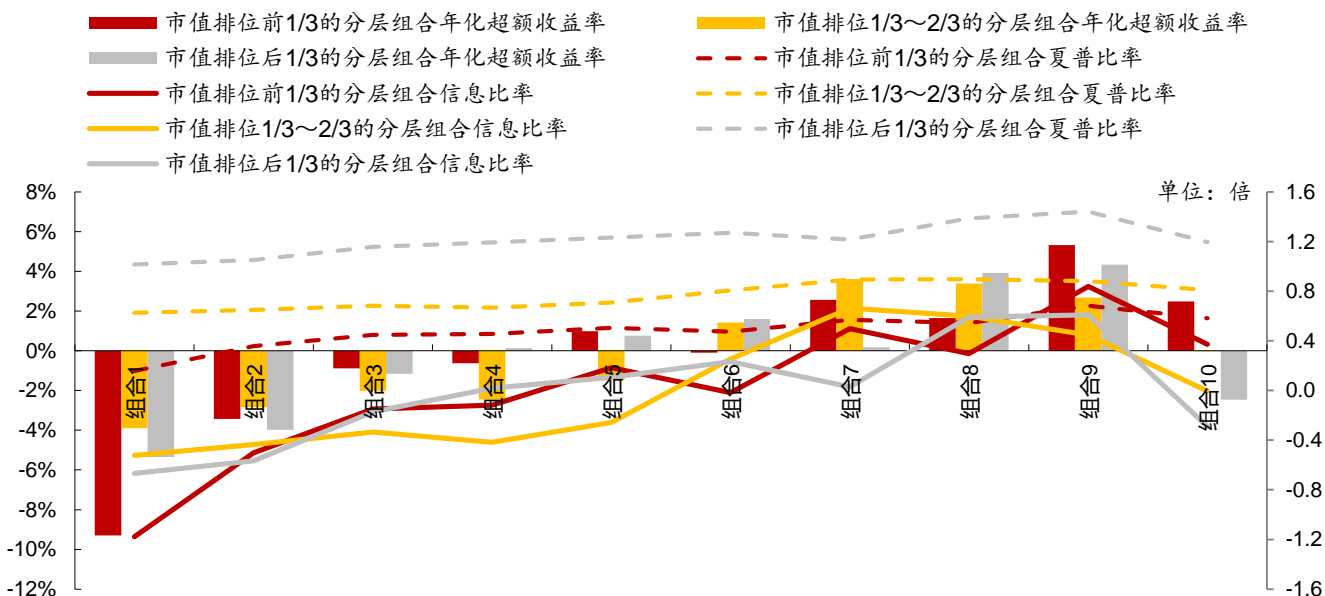 市值排位前1/3的分层组合年化超额收益率
市值排位1/3～2/3的分层组合年化超额收益率
市值排位后1/3的分层组合年化超额收益率
市值排位前1/3的分层组合夏普比率
市值排位前1/3的分层组合信息比率
市值排位1/3～2/3的分层组合夏普比率
市值排位1/3～2/3的分层组合信息比率
市值排位后1/3的分层组合夏普比率
市值排位后1/3的分层组合信息比率
单位：倍
8%
6%
4%
2%
0%
-2%
-4%
-6%
-8%
-10%
-12%
组合1
组合2
组合3
组合4
组合5
组合6
组合7
组合8
组合9
组合10
1.6
1.2
0.8
0.4
0.0
-0.4
-0.8
-1.2
-1.6